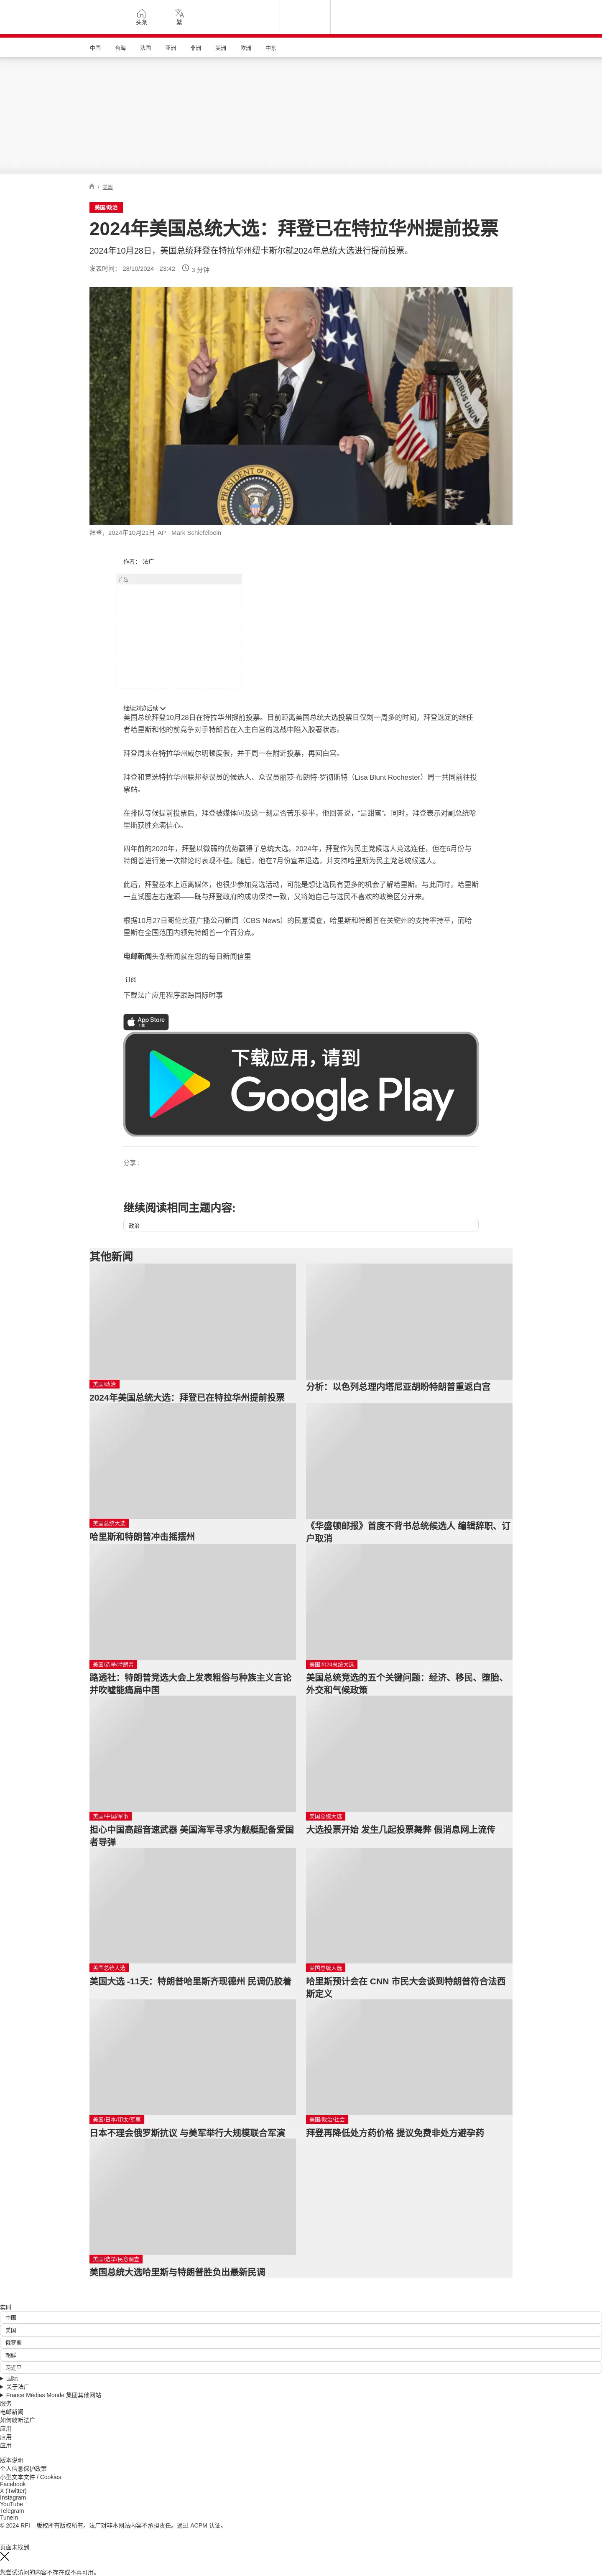 头条
繁
中国 台海 法国 亚洲 非洲 美洲 欧洲 中东
/ 美国
美国/政治
2024年美国总统大选：拜登已在特拉华州提前投票
2024年10月28日，美国总统拜登在特拉华州纽卡斯尔就2024年总统大选进行提前投票。
发表时间： 28/10/2024 - 23:42
3 分钟
拜登，2024年10月21日 AP - Mark Schiefelbein
作者： 法广
广告
继续浏览后续
美国总统拜登10月28日在特拉华州提前投票。目前距离美国总统大选投票日仅剩一周多的时间，拜登选定的继任
者哈里斯和他的前竞争对手特朗普在入主白宫的选战中陷入胶著状态。
拜登周末在特拉华州威尔明顿度假，并于周一在附近投票，再回白宫。
拜登和竞选特拉华州联邦参议员的候选人、众议员丽莎·布朗特·罗彻斯特（Lisa Blunt Rochester）周一共同前往投
票站。
在排队等候提前投票后，拜登被媒体问及这一刻是否苦乐参半，他回答说，“是甜蜜”。同时，拜登表示对副总统哈
里斯获胜充满信心。
四年前的2020年，拜登以微弱的优势赢得了总统大选。2024年，拜登作为民主党候选人竞选连任，但在6月份与
特朗普进行第一次辩论时表现不佳。随后，他在7月份宣布退选，并支持哈里斯为民主党总统候选人。
此后，拜登基本上远离媒体，也很少参加竞选活动，可能是想让选民有更多的机会了解哈里斯。与此同时，哈里斯
一直试图左右逢源——既与拜登政府的成功保持一致，又将她自己与选民不喜欢的政策区分开来。
根据10月27日哥伦比亚广播公司新闻（CBS News）的民意调查，哈里斯和特朗普在关键州的支持率持平，而哈
里斯在全国范围内领先特朗普一个百分点。
电邮新闻头条新闻就在您的每日新闻信里
订阅
下载法广应用程序跟踪国际时事
App Store
下载
下载应用，请到
Google Play
分享 :
继续阅读相同主题内容:
政治
其他新闻
美国/政治
2024年美国总统大选：拜登已在特拉华州提前投票
分析：以色列总理内塔尼亚胡盼特朗普重返白宫
美国总统大选
哈里斯和特朗普冲击摇摆州
《华盛顿邮报》首度不背书总统候选人 编辑辞职、订
户取消
美国/选举/特朗普
路透社：特朗普竞选大会上发表粗俗与种族主义言论
并吹嘘能痛扁中国
美国2024总统大选
美国总统竞选的五个关键问题：经济、移民、堕胎、
外交和气候政策
美国/中国/军事
担心中国高超音速武器 美国海军寻求为舰艇配备爱国
者导弹
美国总统大选
大选投票开始 发生几起投票舞弊 假消息网上流传
美国总统大选
美国大选 -11天：特朗普哈里斯齐现德州 民调仍胶着
美国总统大选
哈里斯预计会在 CNN 市民大会谈到特朗普符合法西
斯定义
美国/日本/印太/军事
日本不理会俄罗斯抗议 与美军举行大规模联合军演
美国/政治/社会
拜登再降低处方药价格 提议免费非处方避孕药
美国/选举/民意调查
美国总统大选哈里斯与特朗普胜负出最新民调
实时
中国
美国
俄罗斯
朝鲜
习近平
国际
关于法广
France Médias Monde 集团其他网站
服务
电邮新闻
如何收听法广
应用
应用
应用
版本说明
个人信息保护政策
小型文本文件 / Cookies
Facebook
X (Twitter)
Instagram
YouTube
Telegram
TuneIn
© 2024 RFI – 版权所有版权所有。法广对非本网站内容不承担责任。通过 ACPM 认证。
页面未找到
您尝试访问的内容不存在或不再可用。